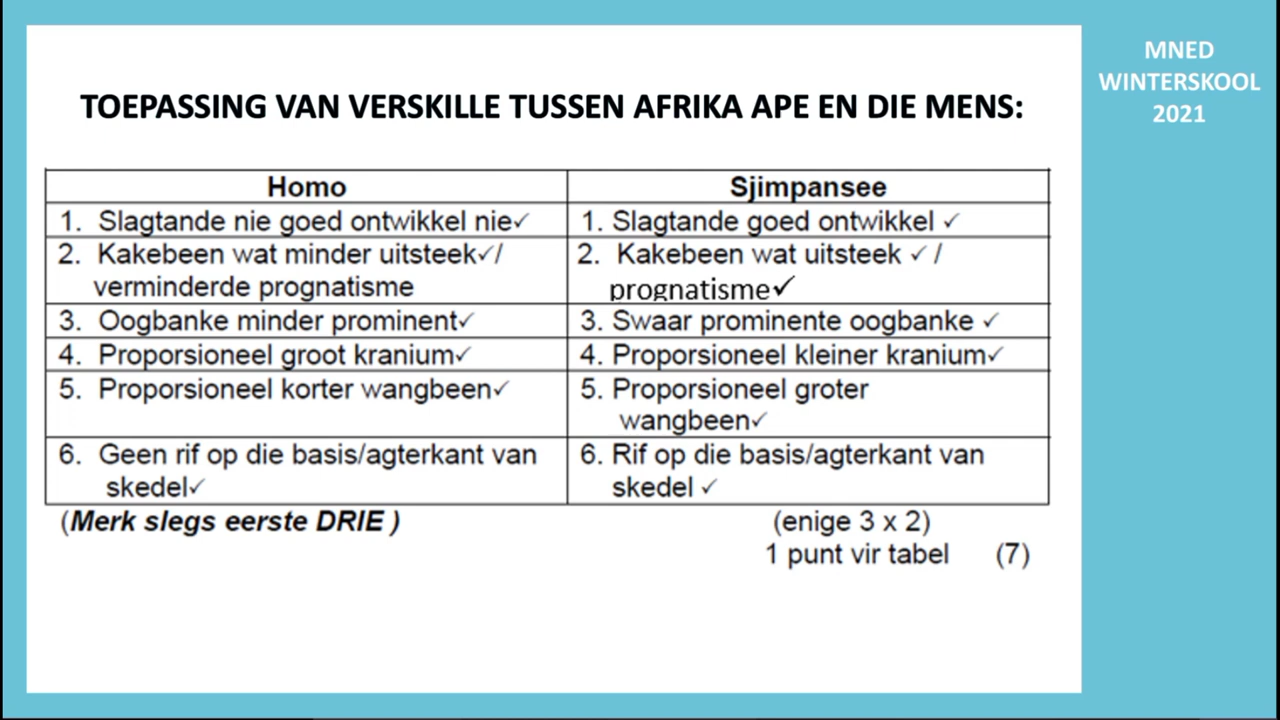 MNED
WINTERSKOOL
2021
TOEPASSING VAN VERSKILLE TUSSEN AFRIKA APE EN DIE MENS:
Homo
Sjimpansee
1. Slagtande nie goed ontwikkel nie✓
1. Slagtande goed ontwikkel ✓
2. Kakebeen wat minder uitsteek✓/
verminderde prognatisme
2. Kakebeen wat uitsteek ✓ /
prognatisme✓
3. Oogbanke minder prominent✓
3. Swaar prominente oogbanke ✓
4. Proporsioneel groot kranium✓
4. Proporsioneel kleiner kranium✓
5. Proporsioneel korter wangbeen✓
5. Proporsioneel groter
wangbeen✓
6. Geen rif op die basis/agterkant van
skedel✓
6. Rif op die basis/agterkant van
skedel ✓
(Merk slegs eerste DRIE )
(enige 3 x 2)
1 punt vir tabel (7)